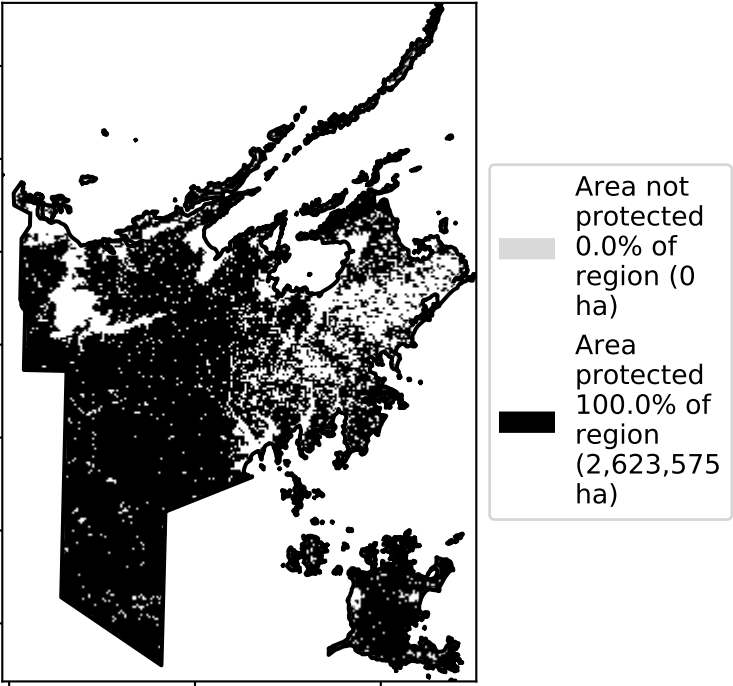 Area not
protected
0.0% of
region (0
ha)
Area
protected
100.0% of
region
(2,623,575
ha)